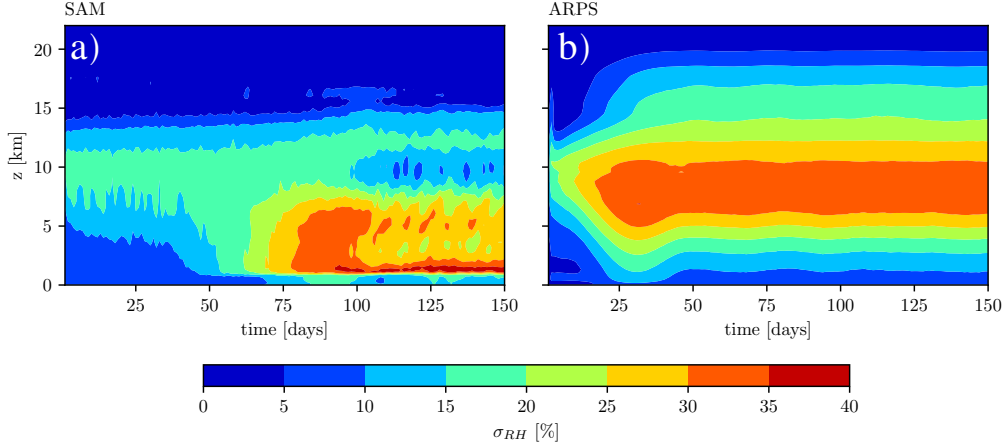 SAM ARPS
a) b)
z [km]
20
15
10
5
0
25 50 75 100 125 150 25 50 75 100 125 150
time [days] time [days]
0 5 10 15 20 25 30 35 40
σ_RH [%]